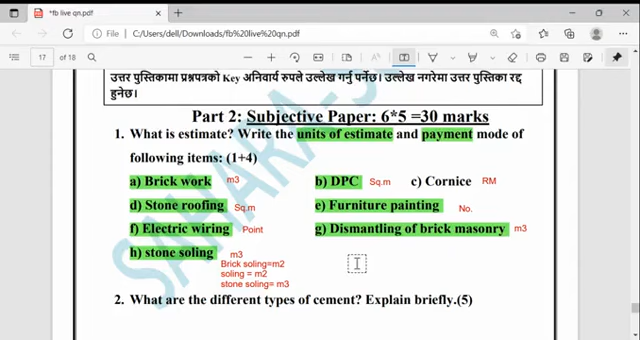 *fb live qn.pdf
File
C:/Users/dell/Downloads/fb%20live%20qn.pdf
17 of 18
उत्तर पुस्तिकामा प्रश्नपत्रको Key अनिवार्य रुपले उल्लेख गर्नु पर्नेछ। उल्लेख नगरेमा उत्तर पुस्तिका रद्द
हुनेछ।
Part 2: Subjective Paper: 6*5 =30 marks
1. What is estimate? Write the units of estimate and payment mode of
following items: (1+4)
a) Brick work m3 b) DPC Sq.m c) Cornice RM
d) Stone roofing Sq.m e) Furniture painting No.
f) Electric wiring Point g) Dismantling of brick masonry m3
h) stone soling m3
Brick soling=m2
soling = m2
stone soling= m3
2. What are the different types of cement? Explain briefly.(5)